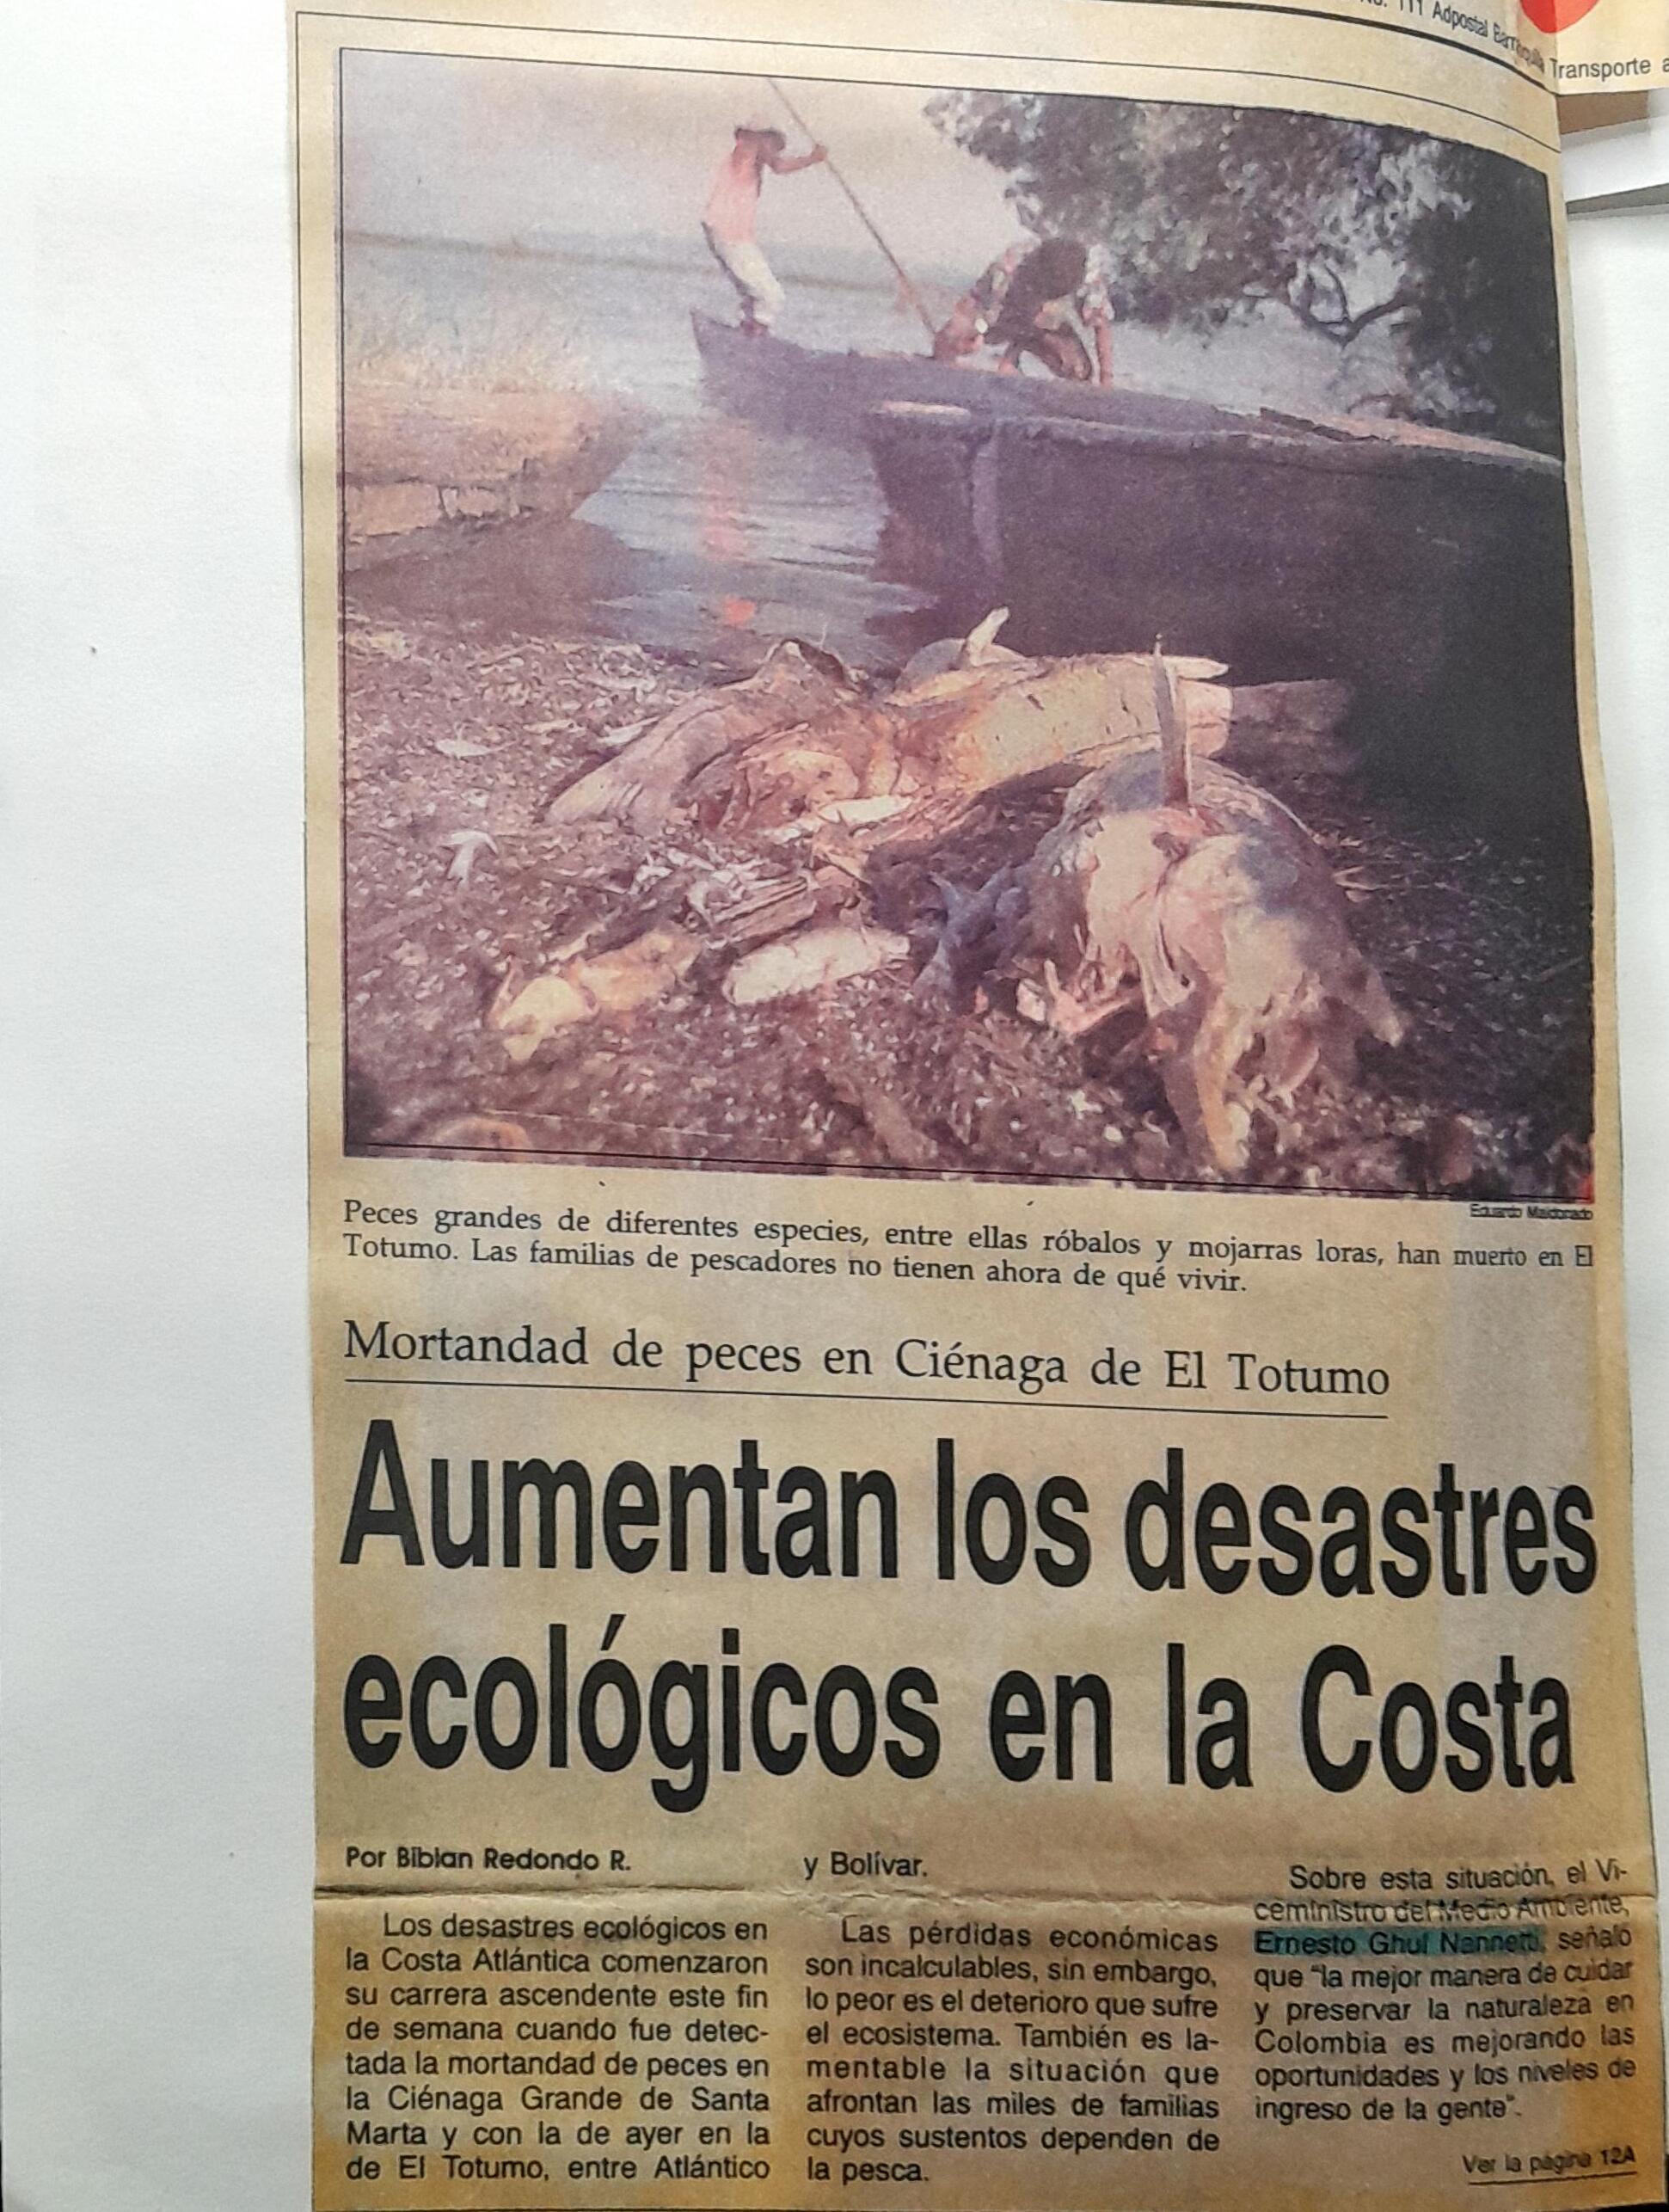 No. 111 Adpostal Barranquilla Transporte a
Eduardo Maldonado
Peces grandes de diferentes especies, entre ellas róbalos y mojarras loras, han muerto en El
Totumo. Las familias de pescadores no tienen ahora de qué vivir.
Mortandad de peces en Ciénaga de El Totumo
Aumentan los desastres
ecológicos en la Costa
Por Bibian Redondo R.
Los desastres ecológicos en
la Costa Atlántica comenzaron
su carrera ascendente este fin
de semana cuando fue detec-
tada la mortandad de peces en
la Ciénaga Grande de Santa
Marta y con la de ayer en la
de El Totumo, entre Atlántico
y Bolívar.
Las pérdidas económicas
son incalculables, sin embargo,
lo peor es el deterioro que sufre
el ecosistema. También es la-
mentable la situación que
afrontan las miles de familias
cuyos sustentos dependen de
la pesca.
Sobre esta situación, el Vi-
ceministro del Medio Ambiente,
Ernesto Ghul Nannetti, señaló
que "la mejor manera de cuidar
y preservar la naturaleza en
Colombia es mejorando las
oportunidades y los niveles de
ingreso de la gente".
Ver la página 12A